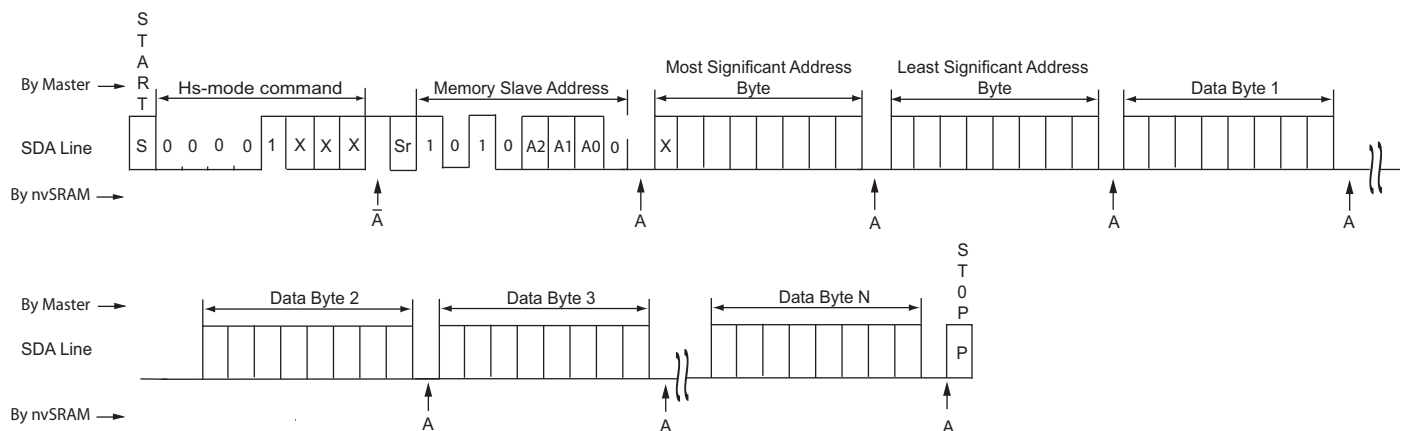 START
By Master
Hs-mode command
Memory Slave Address
Most Significant Address
Byte
Least Significant Address
Byte
Data Byte 1
SDA Line
S 0 0 0 0 1 X X X Sr 1 0 1 0 A2 A1 A0 0 X
By nvSRAM
A̅ A A A A
ST0P
By Master
Data Byte 2
Data Byte 3
Data Byte N
SDA Line
P
By nvSRAM
A A A